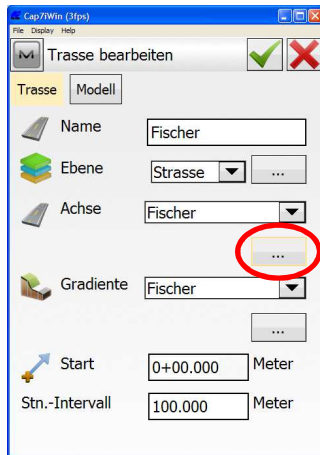 Cap7iWin (3fps)
File Display Help
M Trasse bearbeiten
Trasse Modell
Name Fischer
Ebene Strasse ...
Achse Fischer
...
Gradiente Fischer
...
Start 0+00.000 Meter
Stn.-Intervall 100.000 Meter